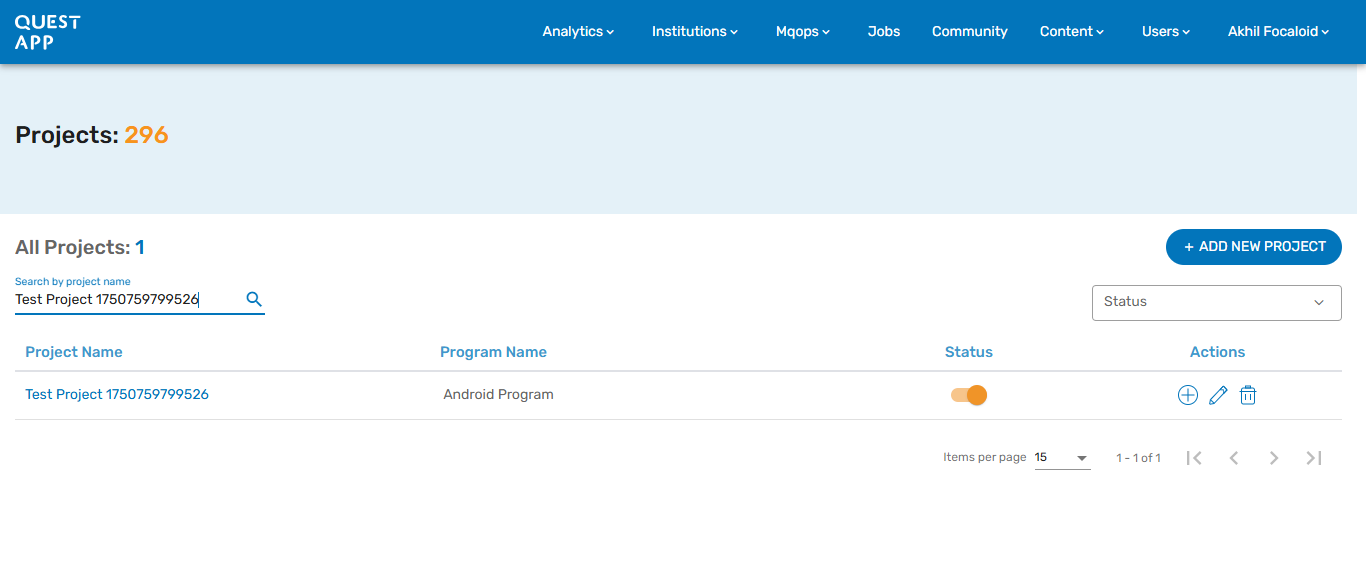 QUEST
APP
Analytics Institutions Mqops Jobs Community Content Users Akhil Focaloid
Projects: 296
All Projects: 1
+ ADD NEW PROJECT
Search by project name
Test Project 1750759799526
Status
Project Name Program Name Status Actions
Test Project 1750759799526 Android Program
Items per page 15 1 - 1 of 1